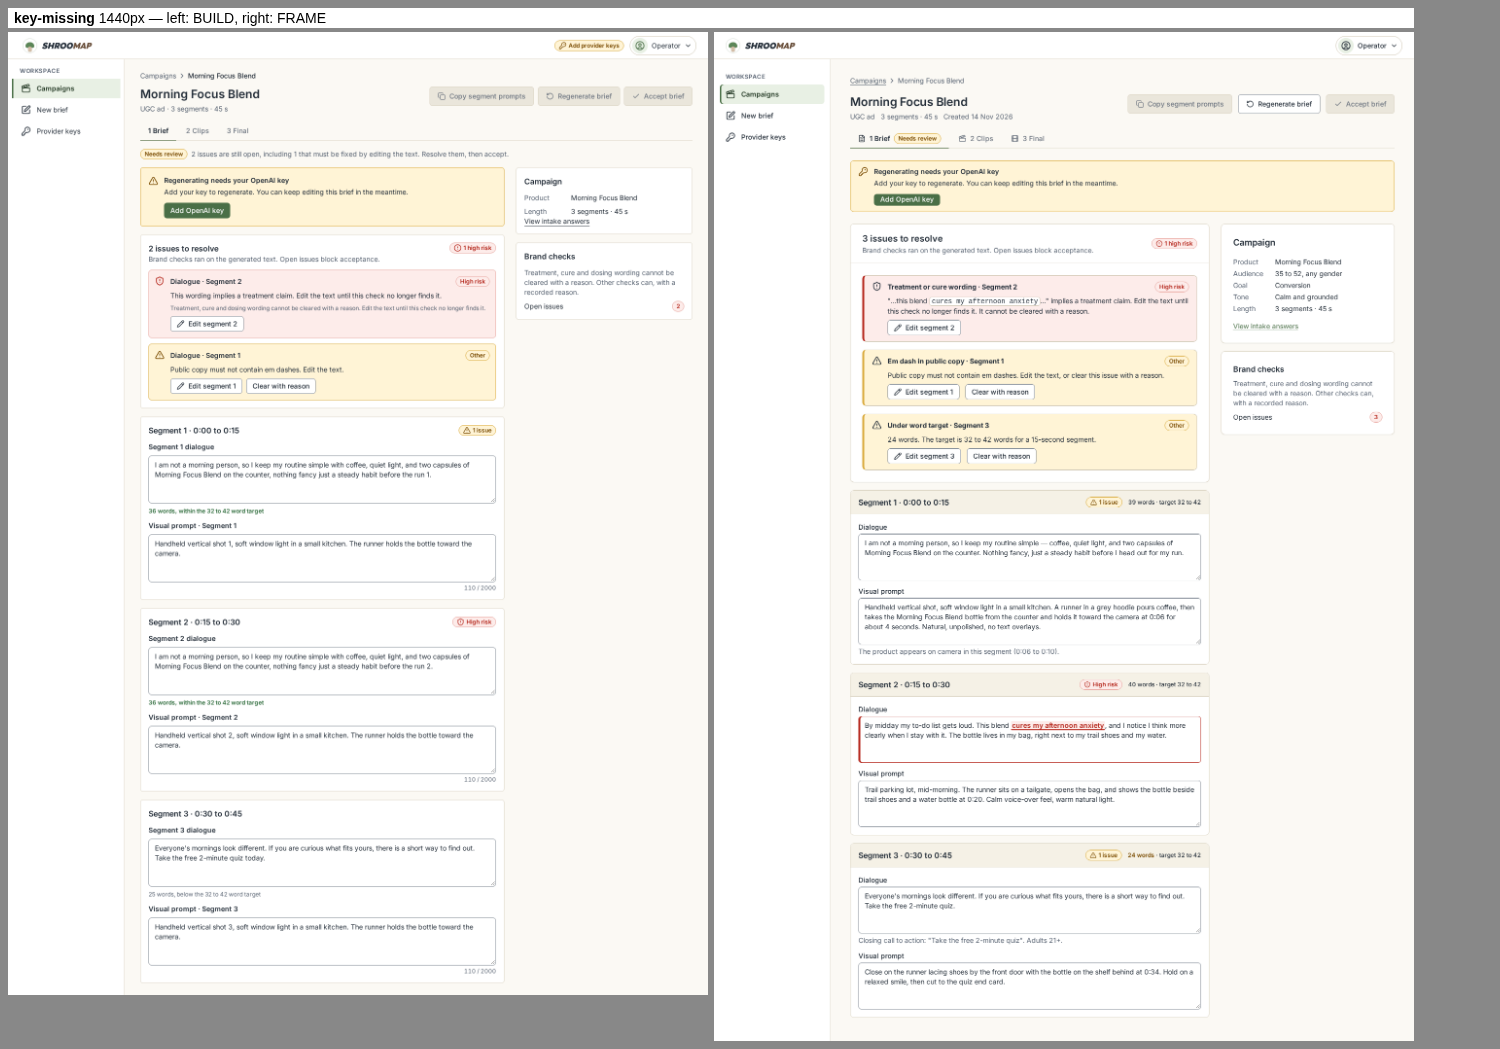 key-missing 1440px — left: BUILD, right: FRAME
SHROOMAP
Add provider keys
Operator
WORKSPACE
Campaigns
New brief
Provider keys
Campaigns > Morning Focus Blend
Morning Focus Blend
UGC ad · 3 segments · 45 s
Copy segment prompts
Regenerate brief
Accept brief
1 Brief
2 Clips
3 Final
Needs review
2 issues are still open, including 1 that must be fixed by editing the text. Resolve them, then accept.
Regenerating needs your OpenAI key
Add your key to regenerate. You can keep editing this brief in the meantime.
Add OpenAI key
2 issues to resolve
1 high risk
Brand checks ran on the generated text. Open issues block acceptance.
Dialogue · Segment 2
High risk
This wording implies a treatment claim. Edit the text until this check no longer finds it.
Treatment, cure and dosing wording cannot be cleared with a reason. Edit the text until this check no longer finds it.
Edit segment 2
Dialogue · Segment 1
Other
Public copy must not contain em dashes. Edit the text.
Edit segment 1
Clear with reason
Segment 1 · 0:00 to 0:15
1 issue
Segment 1 dialogue
I am not a morning person, so I keep my routine simple with coffee, quiet light, and two capsules of
Morning Focus Blend on the counter, nothing fancy just a steady habit before the run 1.
36 words, within the 32 to 42 word target
Visual prompt · Segment 1
Handheld vertical shot 1, soft window light in a small kitchen. The runner holds the bottle toward the
camera.
110 / 2000
Segment 2 · 0:15 to 0:30
High risk
Segment 2 dialogue
I am not a morning person, so I keep my routine simple with coffee, quiet light, and two capsules of
Morning Focus Blend on the counter, nothing fancy just a steady habit before the run 2.
36 words, within the 32 to 42 word target
Visual prompt · Segment 2
Handheld vertical shot 2, soft window light in a small kitchen. The runner holds the bottle toward the
camera.
110 / 2000
Segment 3 · 0:30 to 0:45
Segment 3 dialogue
Everyone's mornings look different. If you are curious what fits yours, there is a short way to find out.
Take the free 2-minute quiz today.
25 words, below the 32 to 42 word target
Visual prompt · Segment 3
Handheld vertical shot 3, soft window light in a small kitchen. The runner holds the bottle toward the
camera.
110 / 2000
Campaign
Product Morning Focus Blend
Length 3 segments · 45 s
View intake answers
Brand checks
Treatment, cure and dosing wording cannot be
cleared with a reason. Other checks can, with a
recorded reason.
Open issues 2
SHROOMAP
Operator
WORKSPACE
Campaigns
New brief
Provider keys
Campaigns > Morning Focus Blend
Morning Focus Blend
UGC ad 3 segments · 45 s Created 14 Nov 2026
Copy segment prompts
Regenerate brief
Accept brief
1 Brief
Needs review
2 Clips
3 Final
Regenerating needs your OpenAI key
Add your key to regenerate. You can keep editing this brief in the meantime.
Add OpenAI key
3 issues to resolve
1 high risk
Brand checks ran on the generated text. Open issues block acceptance.
Treatment or cure wording · Segment 2
High risk
"...this blend cures my afternoon anxiety..." implies a treatment claim. Edit the text until
this check no longer finds it. It cannot be cleared with a reason.
Edit segment 2
Em dash in public copy · Segment 1
Other
Public copy must not contain em dashes. Edit the text, or clear this issue with a reason.
Edit segment 1
Clear with reason
Under word target · Segment 3
Other
24 words. The target is 32 to 42 words for a 15-second segment.
Edit segment 3
Clear with reason
Segment 1 · 0:00 to 0:15
1 issue
39 words · target 32 to 42
Dialogue
I am not a morning person, so I keep my routine simple — coffee, quiet light, and two capsules of
Morning Focus Blend on the counter. Nothing fancy, just a steady habit before I head out for my run.
Visual prompt
Handheld vertical shot, soft window light in a small kitchen. A runner in a grey hoodie pours coffee, then
takes the Morning Focus Blend bottle from the counter and holds it toward the camera at 0:06 for
about 4 seconds. Natural, unpolished, no text overlays.
The product appears on camera in this segment (0:06 to 0:10).
Segment 2 · 0:15 to 0:30
High risk
40 words · target 32 to 42
Dialogue
By midday my to-do list gets loud. This blend cures my afternoon anxiety, and I notice I think more
clearly when I stay with it. The bottle lives in my bag, right next to my trail shoes and my water.
Visual prompt
Trail parking lot, mid-morning. The runner sits on a tailgate, opens the bag, and shows the bottle beside
trail shoes and a water bottle at 0:20. Calm voice-over feel, warm natural light.
Segment 3 · 0:30 to 0:45
1 issue
24 words · target 32 to 42
Dialogue
Everyone's mornings look different. If you are curious what fits yours, there is a short way to find out.
Take the free 2-minute quiz.
Closing call to action: "Take the free 2-minute quiz". Adults 21+.
Visual prompt
Close on the runner lacing shoes by the front door with the bottle on the shelf behind at 0:34. Hold on a
relaxed smile, then cut to the quiz end card.
Campaign
Product Morning Focus Blend
Audience 35 to 52, any gender
Goal Conversion
Tone Calm and grounded
Length 3 segments · 45 s
View intake answers
Brand checks
Treatment, cure and dosing wording cannot
be cleared with a reason. Other checks can,
with a recorded reason.
Open issues 3